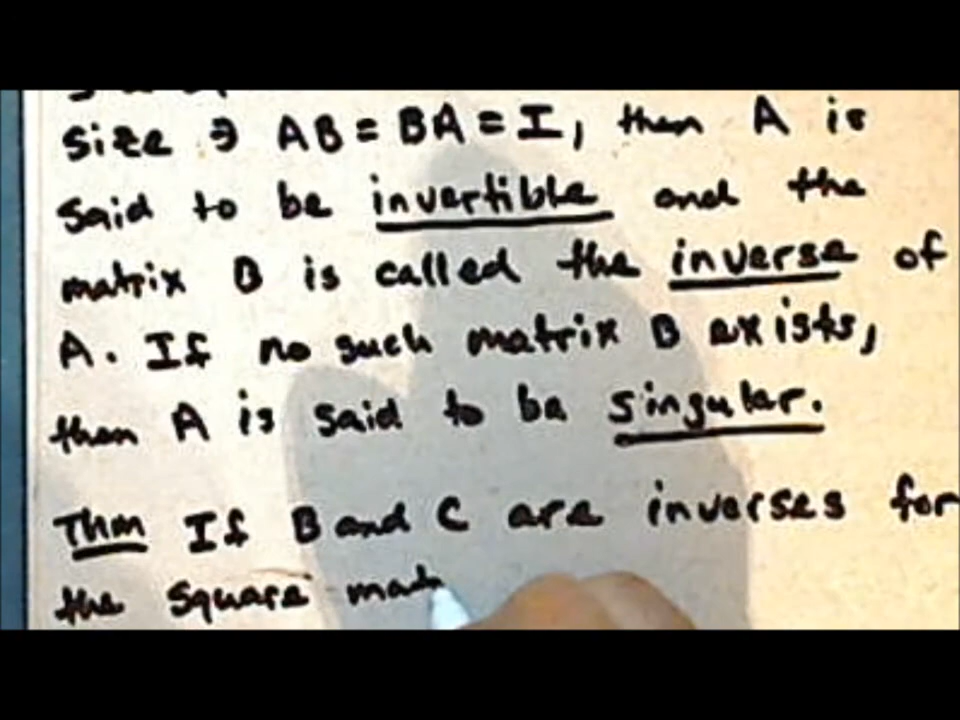 size ∋ AB = BA = I, then A is
said to be invertible and the
matrix B is called the inverse of
A. If no such matrix B exists,
then A is said to be singular.
Thm If B and C are inverses for
the square mat